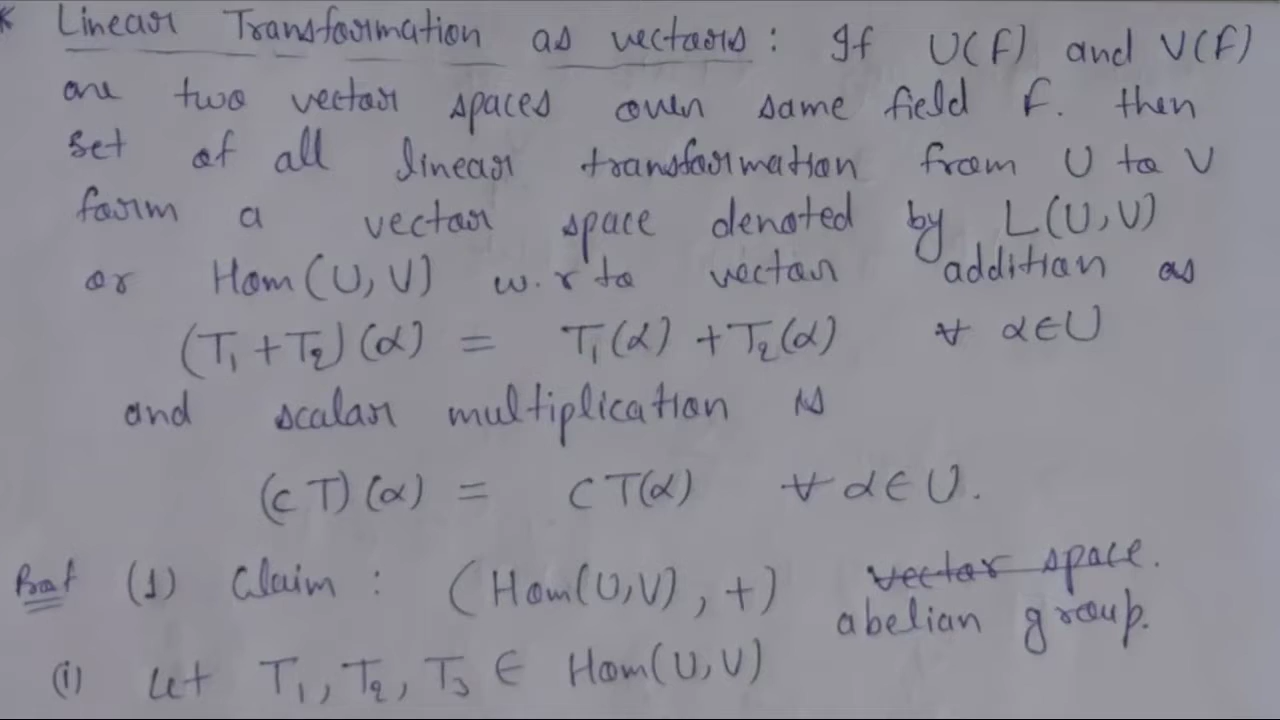 * Linear Transformation as vectors : If U(F) and V(F)
are two vector spaces over same field F. then
set of all linear transformation from U to V
form a vector space denoted by L(U,V)
or Hom(U,V) w.r to vector addition as
(T₁+T₂)(α) = T₁(α) + T₂(α) ∀ α∈U
and scalar multiplication is
(cT)(α) = cT(α) ∀ α∈U.
Proof (1) Claim : (Hom(U,V), +) vector space.
abelian group.
(i) Let T₁, T₂, T₃ ∈ Hom(U,V)